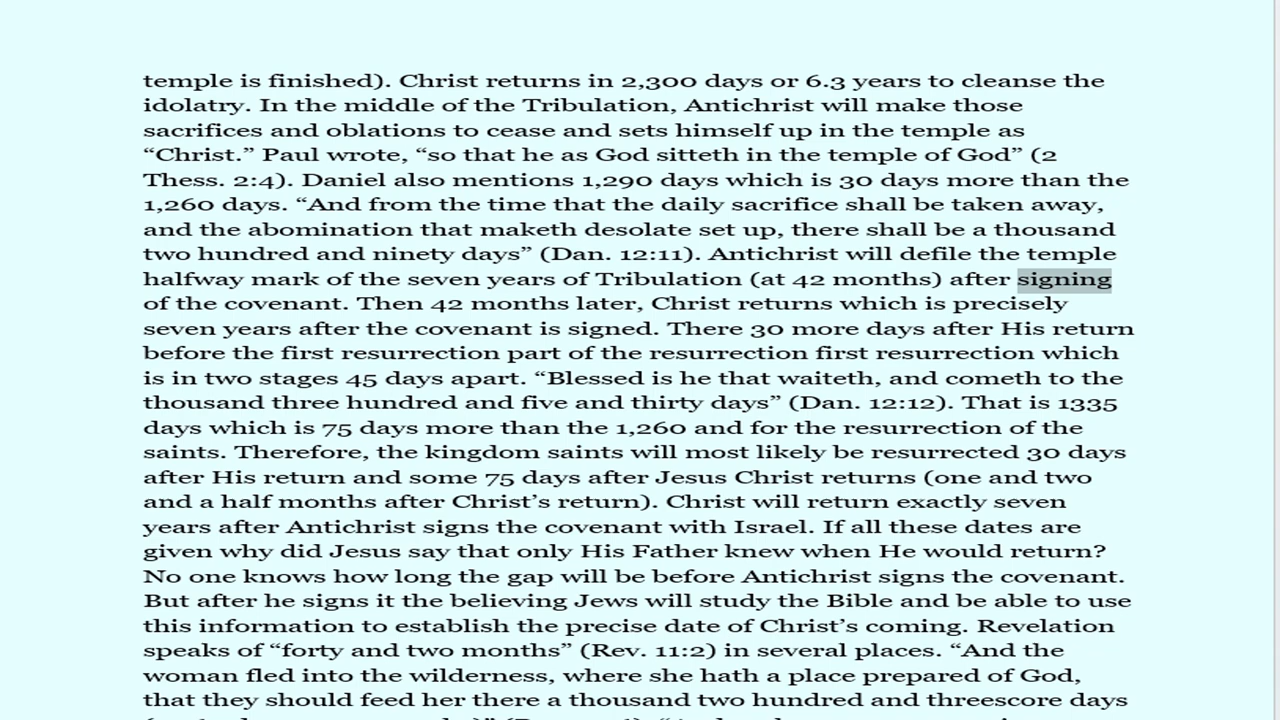 temple is finished). Christ returns in 2,300 days or 6.3 years to cleanse the
idolatry. In the middle of the Tribulation, Antichrist will make those
sacrifices and oblations to cease and sets himself up in the temple as
“Christ.” Paul wrote, “so that he as God sitteth in the temple of God” (2
Thess. 2:4). Daniel also mentions 1,290 days which is 30 days more than the
1,260 days. “And from the time that the daily sacrifice shall be taken away,
and the abomination that maketh desolate set up, there shall be a thousand
two hundred and ninety days” (Dan. 12:11). Antichrist will defile the temple
halfway mark of the seven years of Tribulation (at 42 months) after signing
of the covenant. Then 42 months later, Christ returns which is precisely
seven years after the covenant is signed. There 30 more days after His return
before the first resurrection part of the resurrection first resurrection which
is in two stages 45 days apart. “Blessed is he that waiteth, and cometh to the
thousand three hundred and five and thirty days” (Dan. 12:12). That is 1335
days which is 75 days more than the 1,260 and for the resurrection of the
saints. Therefore, the kingdom saints will most likely be resurrected 30 days
after His return and some 75 days after Jesus Christ returns (one and two
and a half months after Christ’s return). Christ will return exactly seven
years after Antichrist signs the covenant with Israel. If all these dates are
given why did Jesus say that only His Father knew when He would return?
No one knows how long the gap will be before Antichrist signs the covenant.
But after he signs it the believing Jews will study the Bible and be able to use
this information to establish the precise date of Christ’s coming. Revelation
speaks of “forty and two months” (Rev. 11:2) in several places. “And the
woman fled into the wilderness, where she hath a place prepared of God,
that they should feed her there a thousand two hundred and threescore days